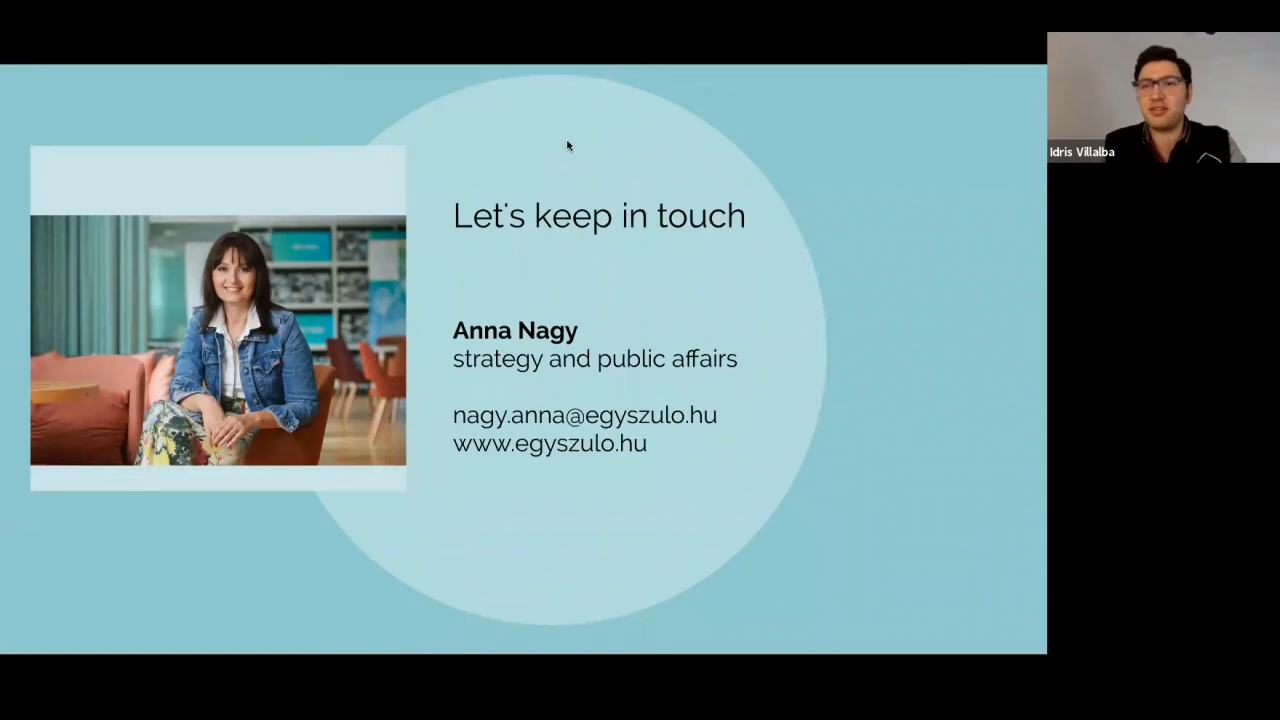 Let's keep in touch
Anna Nagy
strategy and public affairs
nagy.anna@egyszulo.hu
www.egyszulo.hu
Idris Villalba